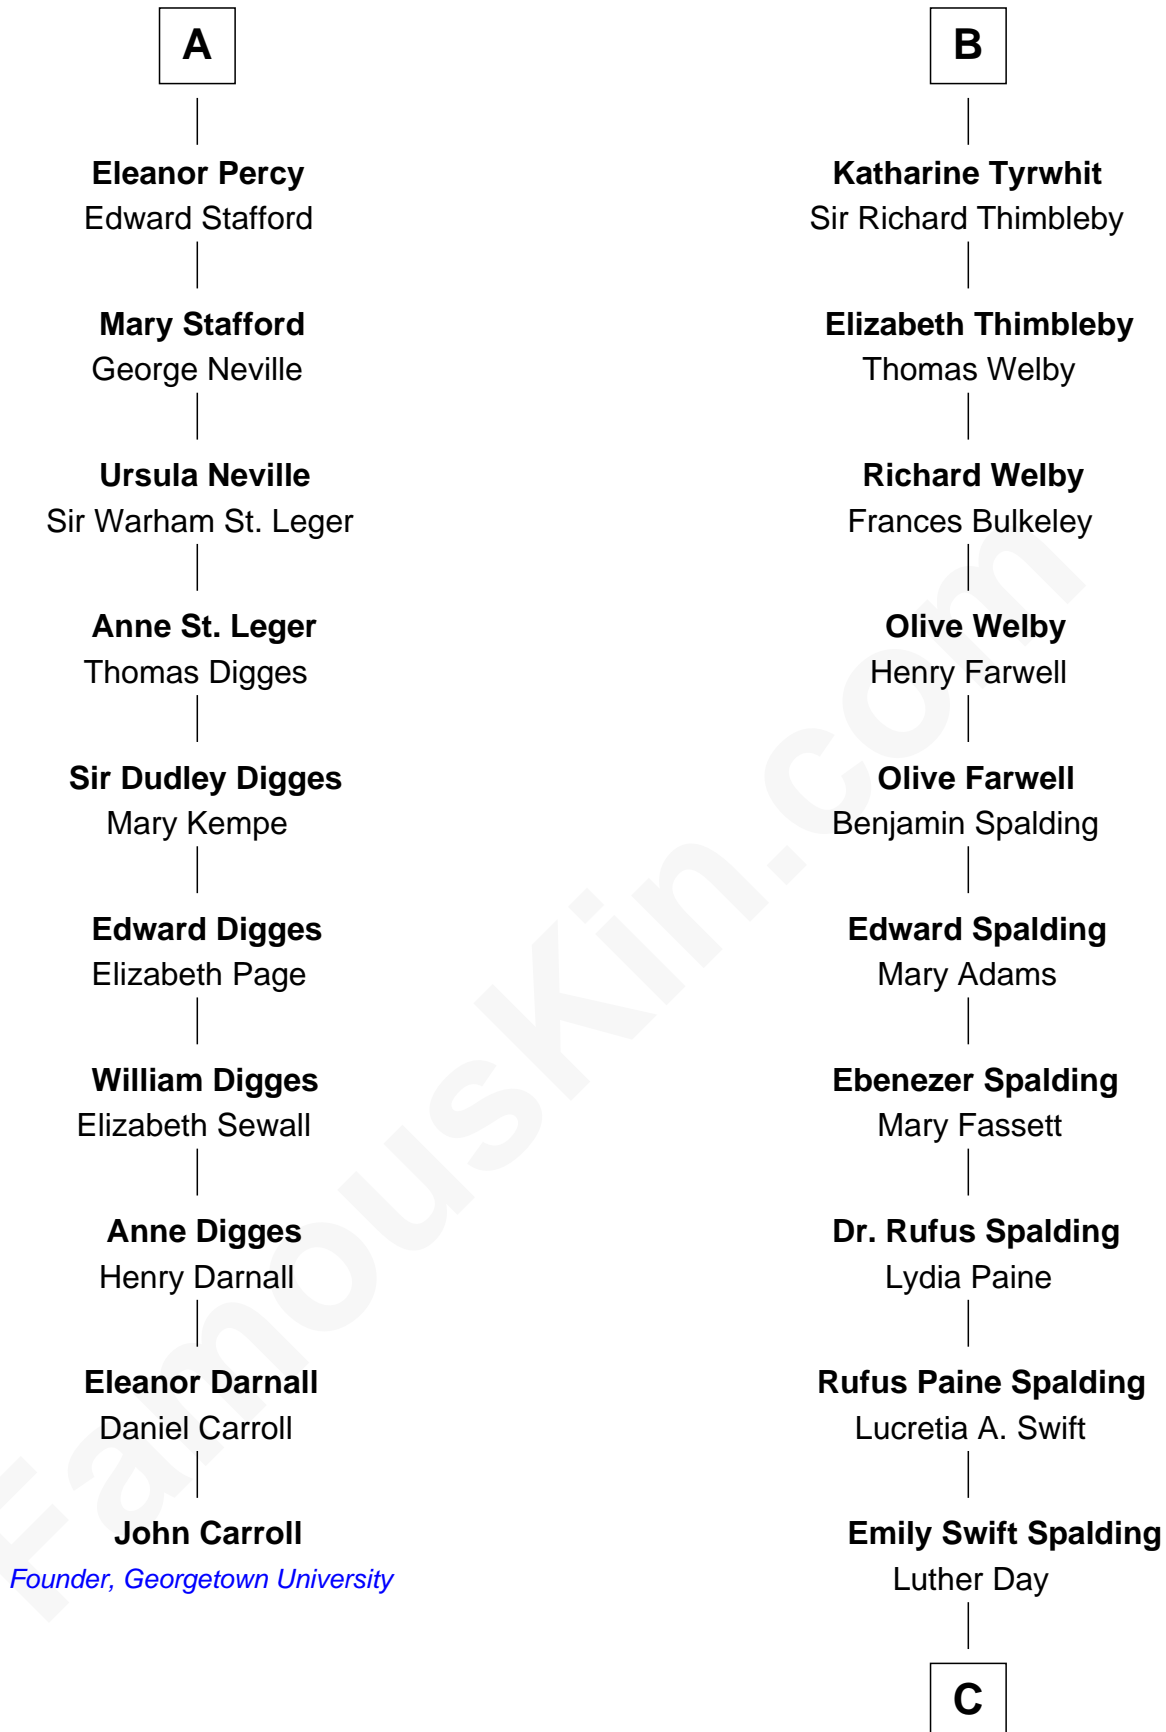 A
Eleanor Percy
Edward Stafford
Mary Stafford
George Neville
Ursula Neville
Sir Warham St. Leger
Anne St. Leger
Thomas Digges
Sir Dudley Digges
Mary Kempe
Edward Digges
Elizabeth Page
William Digges
Elizabeth Sewall
Anne Digges
Henry Darnall
Eleanor Darnall
Daniel Carroll
John Carroll
Founder, Georgetown University
B
Katharine Tyrwhit
Sir Richard Thimbleby
Elizabeth Thimbleby
Thomas Welby
Richard Welby
Frances Bulkeley
Olive Welby
Henry Farwell
Olive Farwell
Benjamin Spalding
Edward Spalding
Mary Adams
Ebenezer Spalding
Mary Fassett
Dr. Rufus Spalding
Lydia Paine
Rufus Paine Spalding
Lucretia A. Swift
Emily Swift Spalding
Luther Day
C
FamousKin.com